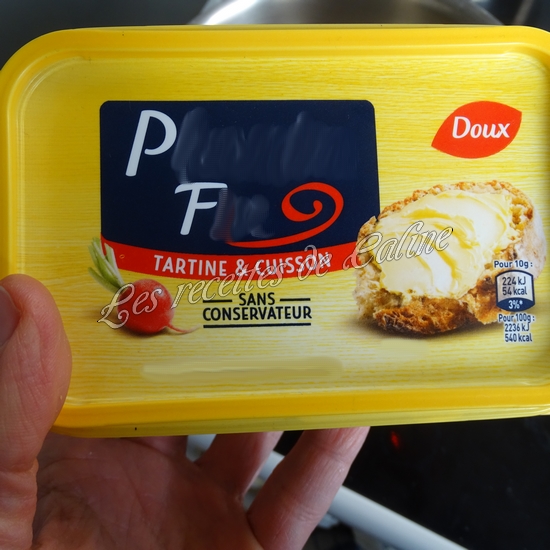 P
F
Doux
TARTINE & CUISSON
SANS
CONSERVATEUR
Les recettes de Caline
Pour 10g :
224 kJ
54 kcal
3%*
Pour 100g :
2236 kJ
540 kcal